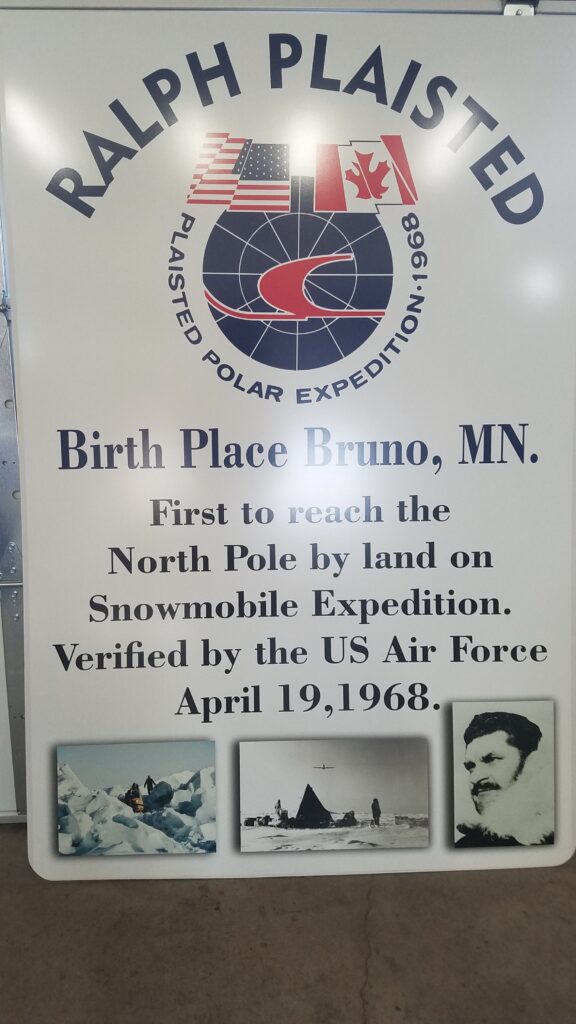 RALPH PLAISTED
PLAISTED POLAR EXPEDITION·1968
Birth Place Bruno, MN.
First to reach the
North Pole by land on
Snowmobile Expedition.
Verified by the US Air Force
April 19,1968.